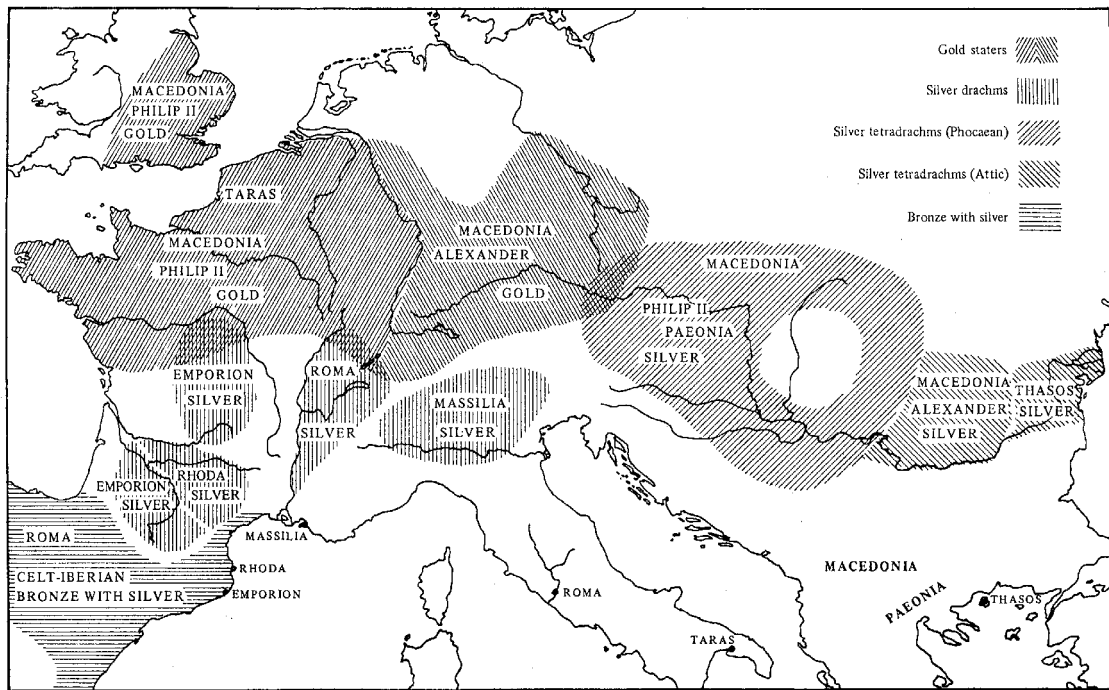 Gold staters
Silver drachms
Silver tetradrachms (Phocaean)
Silver tetradrachms (Attic)
Bronze with silver
MACEDONIA
PHILIP II
GOLD
TARAS
MACEDONIA
PHILIP II
GOLD
MACEDONIA
ALEXANDER
GOLD
MACEDONIA
PHILIP II
PAEONIA
SILVER
EMPORION
SILVER
ROMA
SILVER
MASSILIA
SILVER
MACEDONIA
ALEXANDER
SILVER
THASOS
SILVER
EMPORION
SILVER
RHODA
SILVER
ROMA
CELT-IBERIAN
BRONZE WITH SILVER
MASSILIA
RHODA
EMPORION
ROMA
TARAS
MACEDONIA
PAEONIA
THASOS